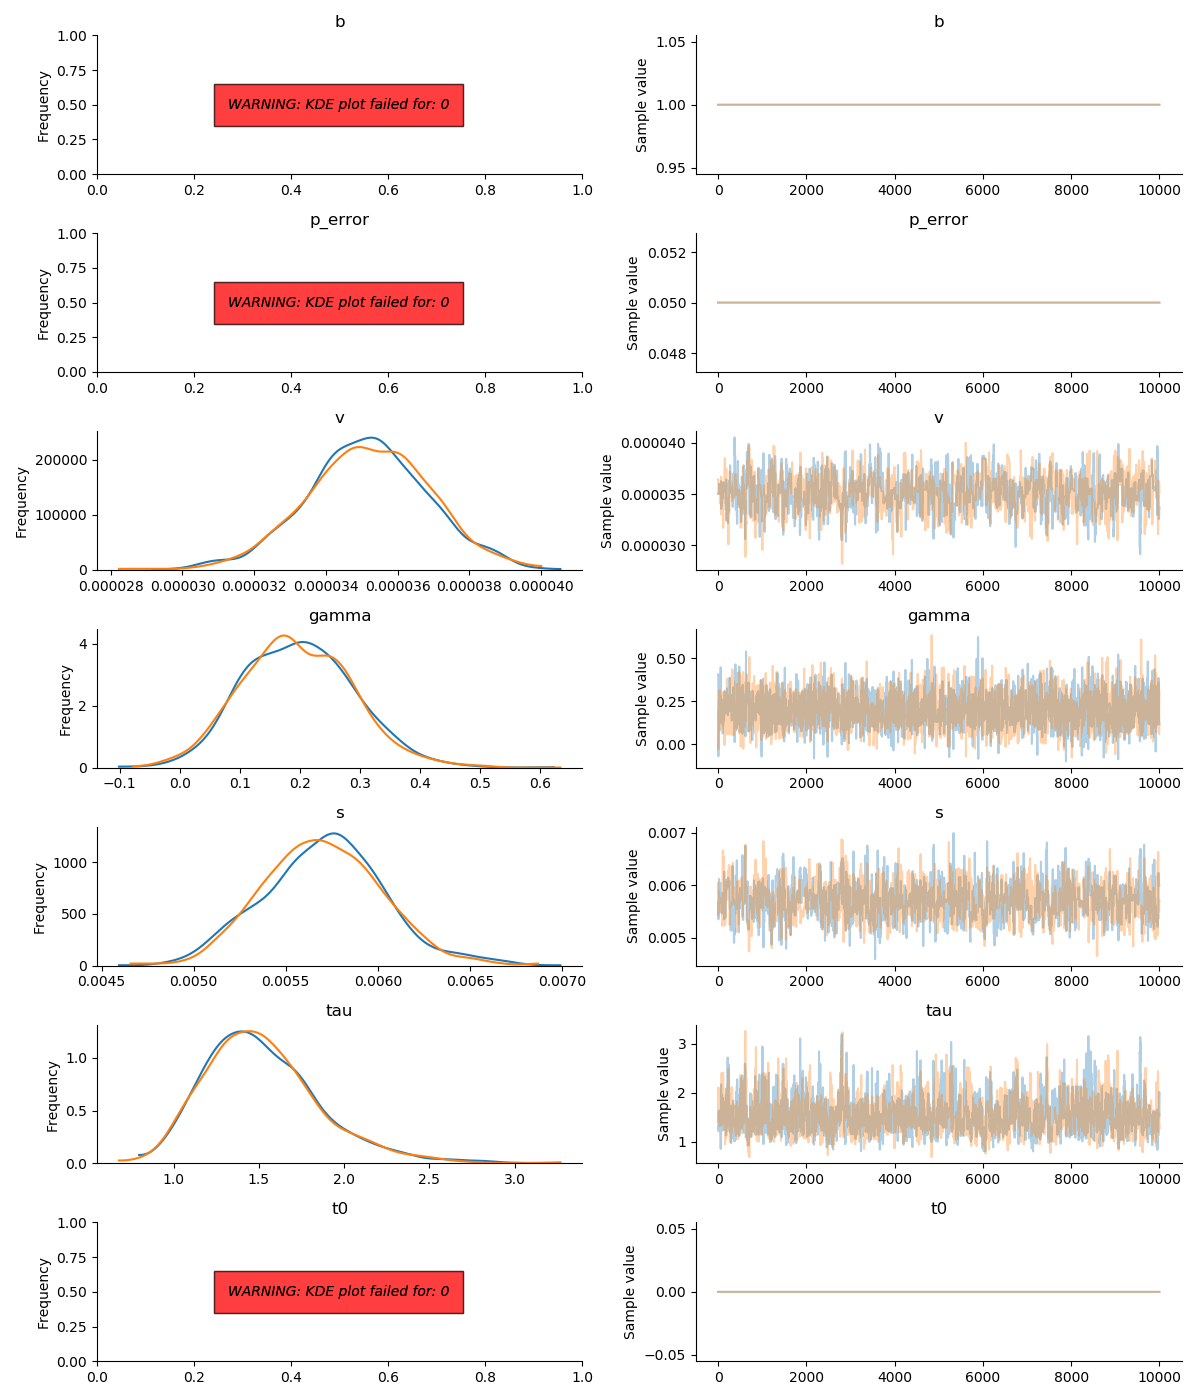 b
b
Frequency
1.00
0.75
0.50
0.25
0.00
WARNING: KDE plot failed for: 0
0.0 0.2 0.4 0.6 0.8 1.0
Sample value
1.05
1.00
0.95
0 2000 4000 6000 8000 10000
p_error
p_error
Frequency
1.00
0.75
0.50
0.25
0.00
WARNING: KDE plot failed for: 0
0.0 0.2 0.4 0.6 0.8 1.0
Sample value
0.052
0.050
0.048
0 2000 4000 6000 8000 10000
v
v
Frequency
200000
100000
0
0.000028 0.000030 0.000032 0.000034 0.000036 0.000038 0.000040
Sample value
0.000040
0.000035
0.000030
0 2000 4000 6000 8000 10000
gamma
gamma
Frequency
4
2
0
−0.1 0.0 0.1 0.2 0.3 0.4 0.5 0.6
Sample value
0.50
0.25
0.00
0 2000 4000 6000 8000 10000
s
s
Frequency
1000
500
0
0.0045 0.0050 0.0055 0.0060 0.0065 0.0070
Sample value
0.007
0.006
0.005
0 2000 4000 6000 8000 10000
tau
tau
Frequency
1.0
0.5
0.0
1.0 1.5 2.0 2.5 3.0
Sample value
3
2
1
0 2000 4000 6000 8000 10000
t0
t0
Frequency
1.00
0.75
0.50
0.25
0.00
WARNING: KDE plot failed for: 0
0.0 0.2 0.4 0.6 0.8 1.0
Sample value
0.05
0.00
−0.05
0 2000 4000 6000 8000 10000